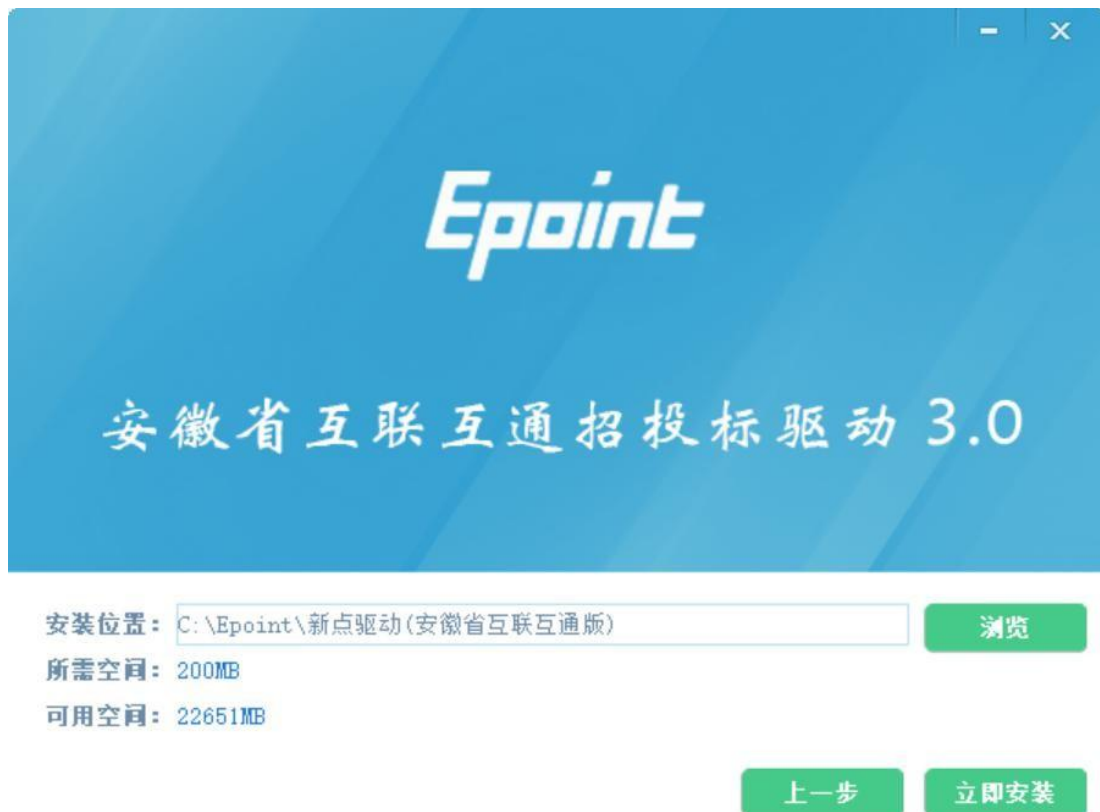 Epoint
安徽省互联互通招投标驱动 3.0
安装位置： C:\Epoint\新点驱动(安徽省互联互通版) 浏览
所需空间： 200MB
可用空间： 22651MB
上一步 立即安装